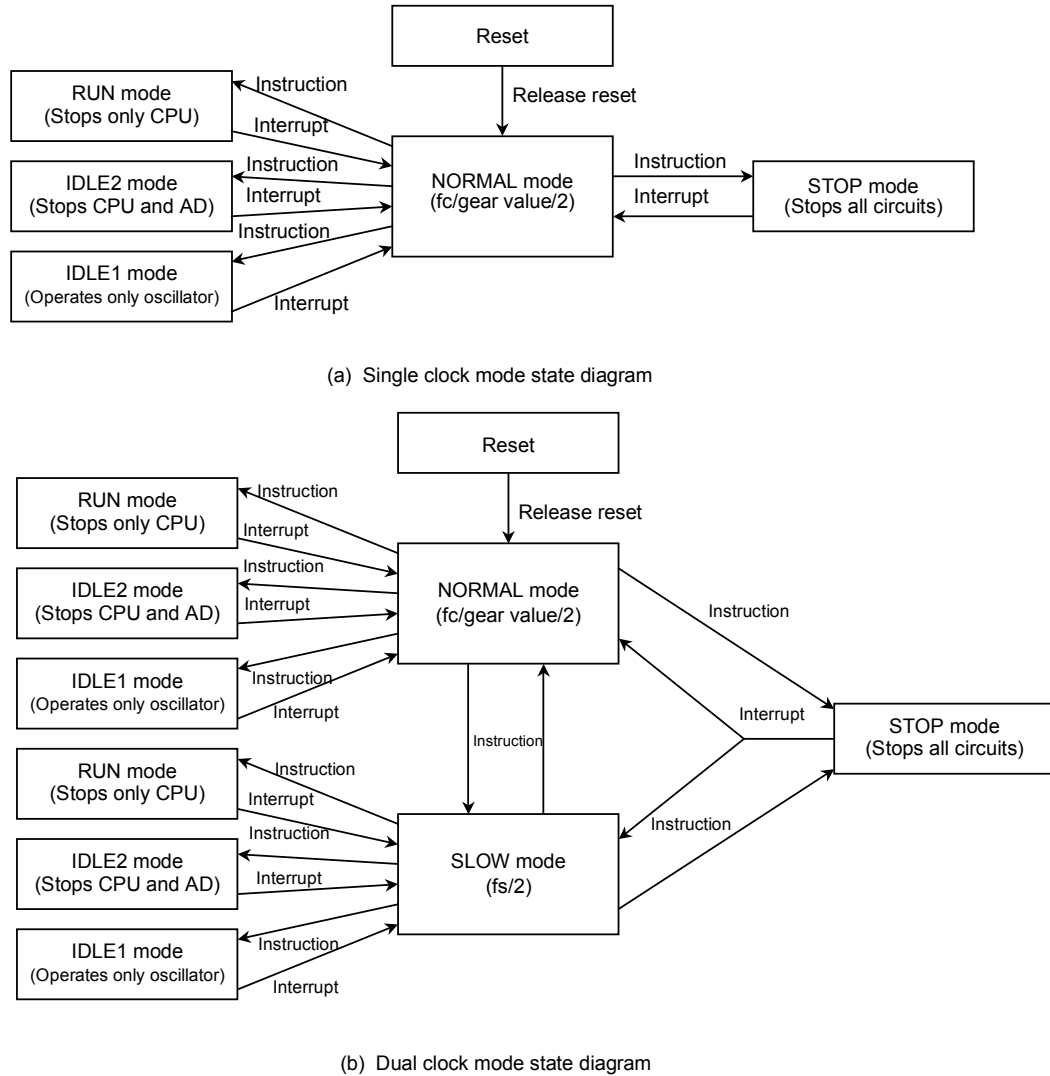 Reset
Release reset
RUN mode
(Stops only CPU)
Instruction
Interrupt
IDLE2 mode
(Stops CPU and AD)
Instruction
Interrupt
IDLE1 mode
(Operates only oscillator)
Instruction
Interrupt
NORMAL mode
(fc/gear value/2)
Instruction
Interrupt
STOP mode
(Stops all circuits)
(a) Single clock mode state diagram
Reset
Release reset
RUN mode
(Stops only CPU)
Instruction
Interrupt
IDLE2 mode
(Stops CPU and AD)
Instruction
Interrupt
IDLE1 mode
(Operates only oscillator)
Instruction
Interrupt
NORMAL mode
(fc/gear value/2)
Instruction
Interrupt
STOP mode
(Stops all circuits)
Instruction
Instruction
RUN mode
(Stops only CPU)
Instruction
Interrupt
IDLE2 mode
(Stops CPU and AD)
Instruction
Interrupt
IDLE1 mode
(Operates only oscillator)
Instruction
Interrupt
SLOW mode
(fs/2)
(b) Dual clock mode state diagram